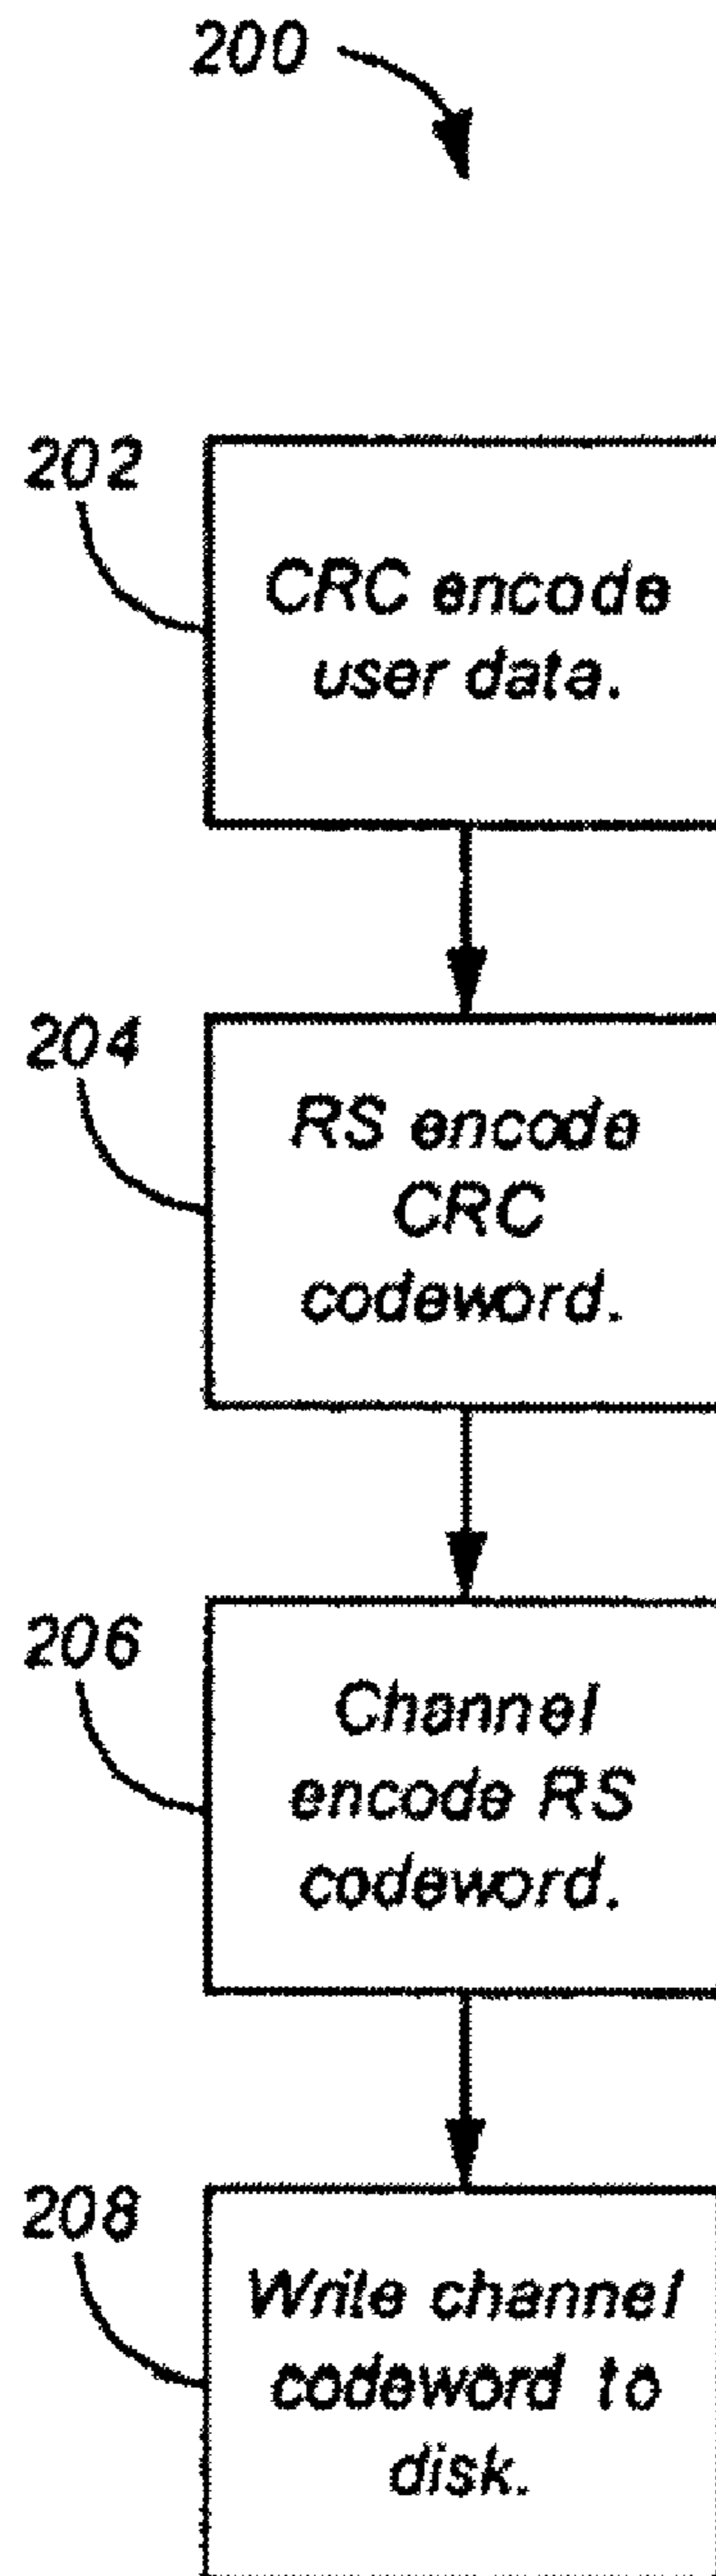 200
202
CRC encode
user data.
204
RS encode
CRC
codeword.
206
Channel
encode RS
codeword.
208
Write channel
codeword to
disk.